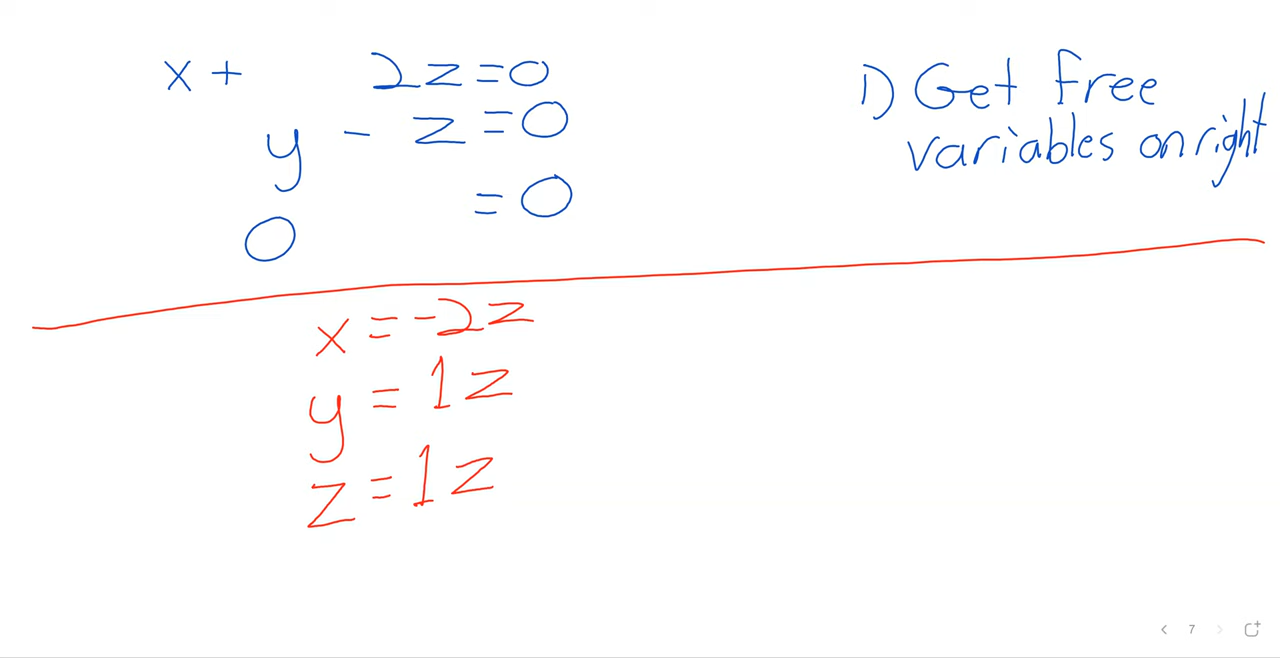 x + 2z = 0
y - z = 0
0 = 0
1) Get free
variables on right
x = -2z
y = 1z
z = 1z
7